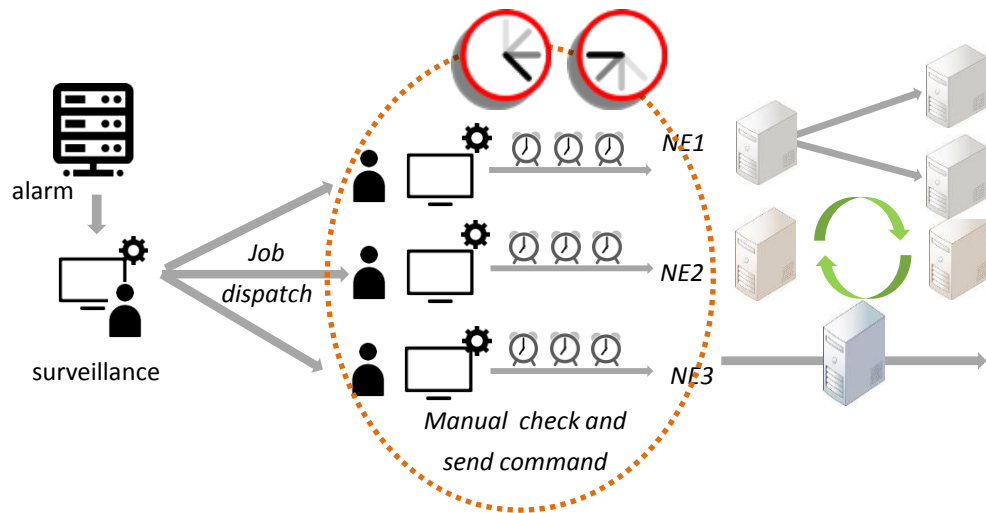 alarm
surveillance
Job
dispatch
NE1
NE2
NE3
Manual check and
send command